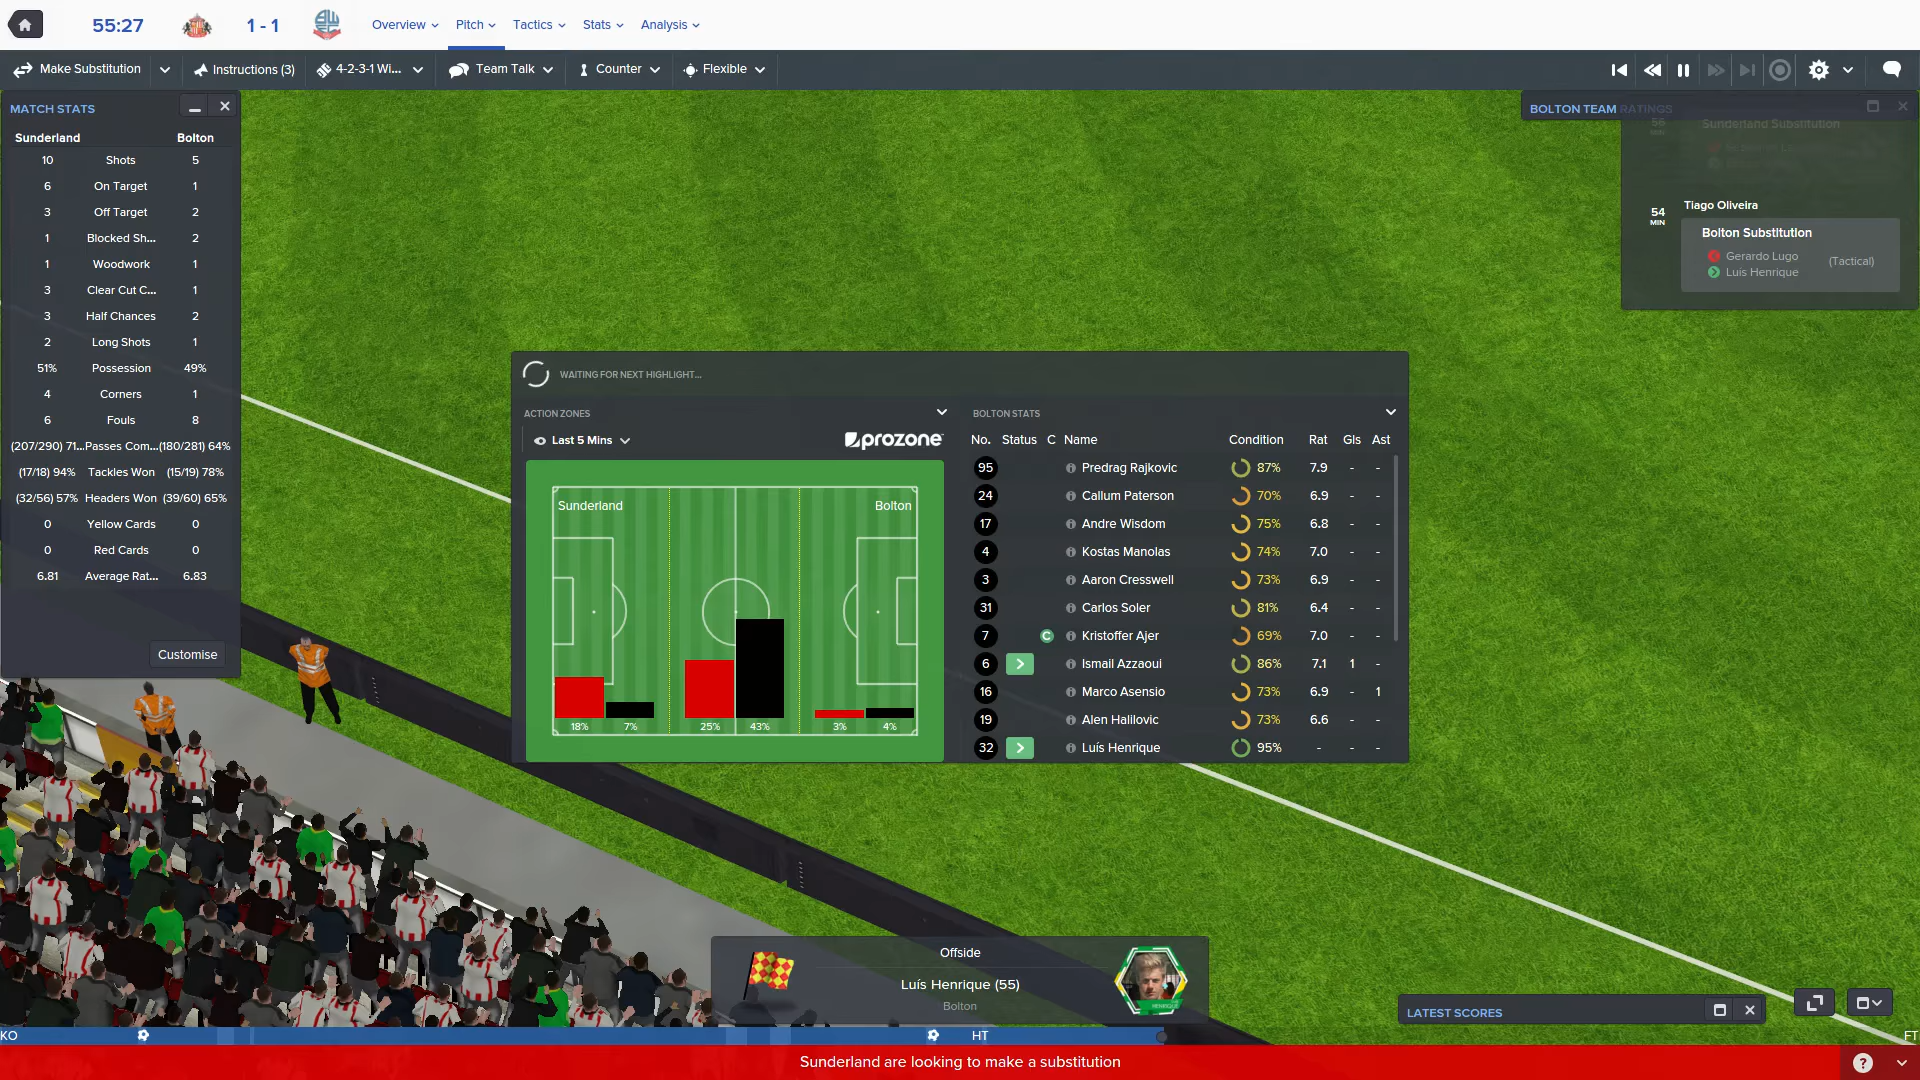 55:27
1 - 1
Overview
Pitch
Tactics
Stats
Analysis
Make Substitution
Instructions (3)
4-2-3-1 Wi...
Team Talk
Counter
Flexible
MATCH STATS
Sunderland Bolton
10 Shots 5
6 On Target 1
3 Off Target 2
1 Blocked Sh... 2
1 Woodwork 1
3 Clear Cut C... 1
3 Half Chances 2
2 Long Shots 1
51% Possession 49%
4 Corners 1
6 Fouls 8
(207/290) 71... Passes Com... (180/281) 64%
(17/18) 94% Tackles Won (15/19) 78%
(32/56) 57% Headers Won (39/60) 65%
0 Yellow Cards 0
0 Red Cards 0
6.81 Average Rat... 6.83
Customise
BOLTON TEAM RATINGS
Sunderland Substitution
54
MIN
Tiago Oliveira
Bolton Substitution
Gerardo Lugo
(Tactical)
Luis Henrique
WAITING FOR NEXT HIGHLIGHT...
ACTION ZONES
Last 5 Mins
prozone
Sunderland
Bolton
18% 7% 25% 43% 3% 4%
BOLTON STATS
No. Status C Name Condition Rat Gls Ast
95 Predrag Rajkovic 87% 7.9 - -
24 Callum Paterson 70% 6.9 - -
17 Andre Wisdom 75% 6.8 - -
4 Kostas Manolas 74% 7.0 - -
3 Aaron Cresswell 73% 6.9 - -
31 Carlos Soler 81% 6.4 - -
7 C Kristoffer Ajer 69% 7.0 - -
6 Ismail Azzaoui 86% 7.1 1 -
16 Marco Asensio 73% 6.9 - 1
19 Alen Halilovic 73% 6.6 - -
32 Luís Henrique 95% - - -
Offside
Luís Henrique (55)
Bolton
HENRIQUE
LATEST SCORES
KO
HT
FT
Sunderland are looking to make a substitution
?